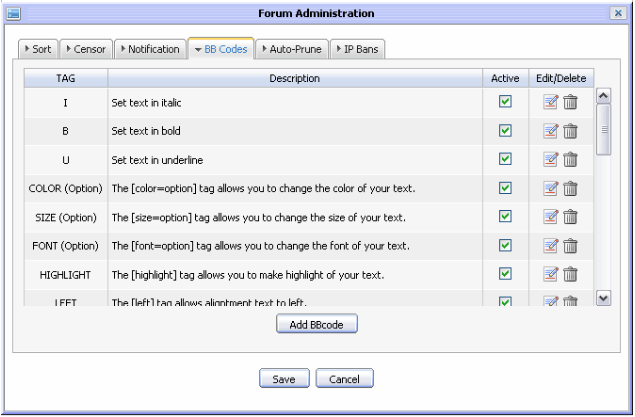 Forum Administration
Sort Censor Notification BB Codes Auto-Prune IP Bans
TAG Description Active Edit/Delete
I Set text in italic
B Set text in bold
U Set text in underline
COLOR (Option) The [color=option] tag allows you to change the color of your text.
SIZE (Option) The [size=option] tag allows you to change the size of your text.
FONT (Option) The [font=option] tag allows you to change the font of your text.
HIGHLIGHT The [highlight] tag allows you to make highlight of your text.
LEFT The [left] tag allows alignment text to left.
Add BBcode
Save Cancel